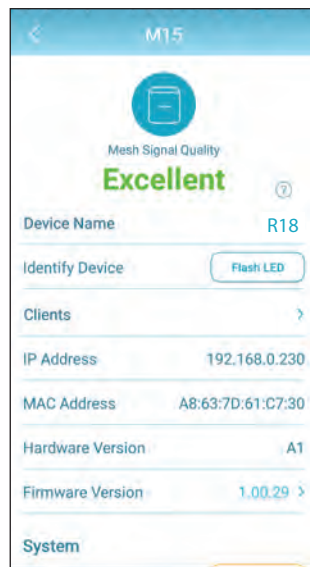 M15
Mesh Signal Quality
Excellent
?
Device Name R18
Identify Device Flash LED
Clients >
IP Address 192.168.0.230
MAC Address A8:63:7D:61:C7:30
Hardware Version A1
Firmware Version 1.00.29 >
System